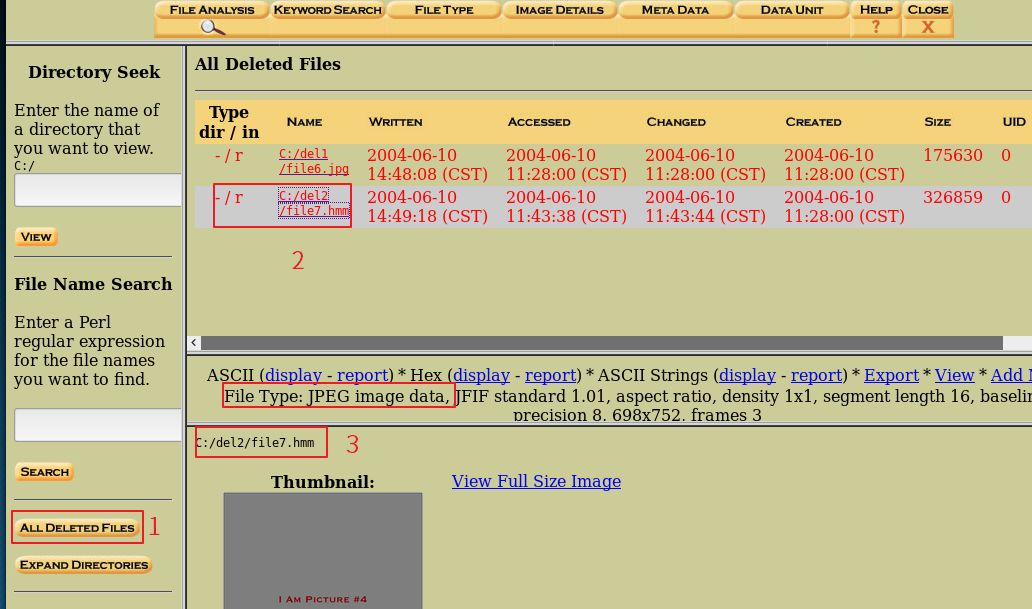 FILE ANALYSIS KEYWORD SEARCH FILE TYPE IMAGE DETAILS META DATA DATA UNIT HELP CLOSE
? X
Directory Seek
Enter the name of
a directory that
you want to view.
C:/
VIEW
File Name Search
Enter a Perl
regular expression
for the file names
you want to find.
SEARCH
ALL DELETED FILES 1
EXPAND DIRECTORIES
All Deleted Files
Type
dir / in NAME WRITTEN ACCESSED CHANGED CREATED SIZE UID
- / r C:/del1 2004-06-10 2004-06-10 2004-06-10 2004-06-10 175630 0
/file6.jpg 14:48:08 (CST) 11:28:00 (CST) 11:28:00 (CST) 11:28:00 (CST)
- / r C:/del2 2004-06-10 2004-06-10 2004-06-10 2004-06-10 326859 0
/file7.hmm 14:49:18 (CST) 11:43:38 (CST) 11:43:44 (CST) 11:28:00 (CST)
2
ASCII (display - report) * Hex (display - report) * ASCII Strings (display - report) * Export * View * Add
File Type: JPEG image data, JFIF standard 1.01, aspect ratio, density 1x1, segment length 16, baselin
precision 8, 698x752, frames 3
C:/del2/file7.hmm 3
Thumbnail: View Full Size Image
I AM PICTURE #4